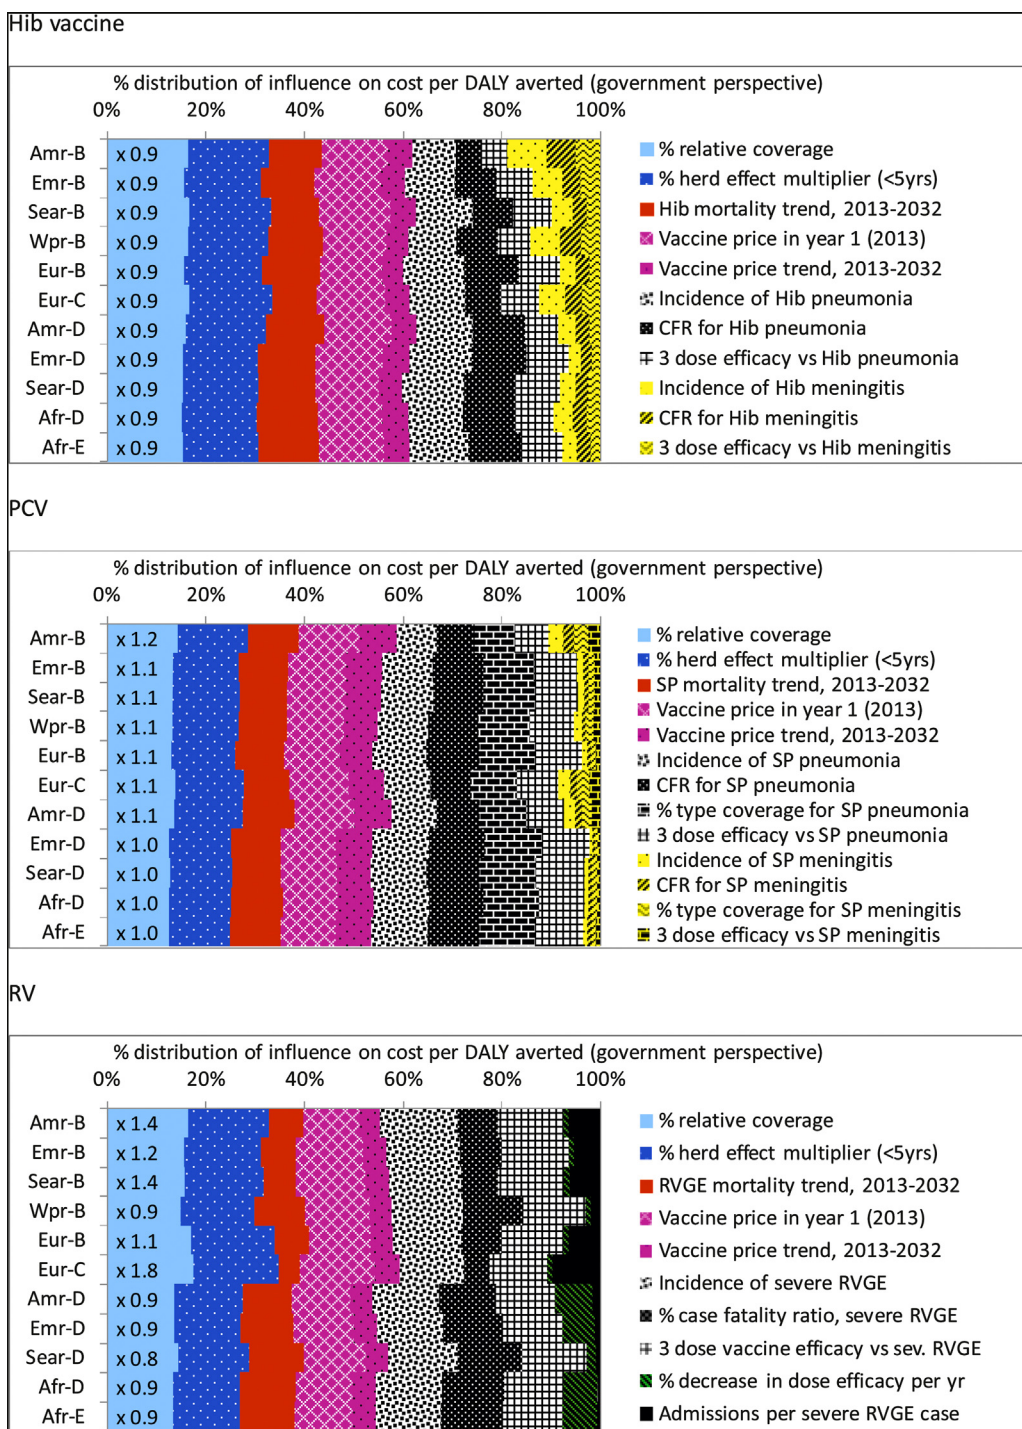 Hib vaccine
% distribution of influence on cost per DALY averted (government perspective)
0% 20% 40% 60% 80% 100%
Amr-B x 0.9 % relative coverage
Emr-B x 0.9 % herd effect multiplier (<5yrs)
Sear-B x 0.9 Hib mortality trend, 2013-2032
Wpr-B x 0.9 Vaccine price in year 1 (2013)
Eur-B x 0.9 Vaccine price trend, 2013-2032
Eur-C x 0.9 Incidence of Hib pneumonia
Amr-D x 0.9 CFR for Hib pneumonia
Emr-D x 0.9 3 dose efficacy vs Hib pneumonia
Sear-D x 0.9 Incidence of Hib meningitis
Afr-D x 0.9 CFR for Hib meningitis
Afr-E x 0.9 3 dose efficacy vs Hib meningitis
PCV
% distribution of influence on cost per DALY averted (government perspective)
0% 20% 40% 60% 80% 100%
Amr-B x 1.2 % relative coverage
Emr-B x 1.1 % herd effect multiplier (<5yrs)
SP mortality trend, 2013-2032
Sear-B x 1.1 Vaccine price in year 1 (2013)
Wpr-B x 1.1 Vaccine price trend, 2013-2032
Eur-B x 1.1 Incidence of SP pneumonia
Eur-C x 1.1 CFR for SP pneumonia
Amr-D x 1.1 % type coverage for SP pneumonia
3 dose efficacy vs SP pneumonia
Emr-D x 1.0 Incidence of SP meningitis
Sear-D x 1.0 CFR for SP meningitis
Afr-D x 1.0 % type coverage for SP meningitis
Afr-E x 1.0 3 dose efficacy vs SP meningitis
RV
% distribution of influence on cost per DALY averted (government perspective)
0% 20% 40% 60% 80% 100%
Amr-B x 1.4 % relative coverage
Emr-B x 1.2 % herd effect multiplier (<5yrs)
Sear-B x 1.4 RVGE mortality trend, 2013-2032
Wpr-B x 0.9 Vaccine price in year 1 (2013)
Eur-B x 1.1 Vaccine price trend, 2013-2032
Eur-C x 1.8 Incidence of severe RVGE
Amr-D x 0.9 % case fatality ratio, severe RVGE
Emr-D x 0.9 3 dose vaccine efficacy vs sev. RVGE
Sear-D x 0.8 % decrease in dose efficacy per yr
Afr-D x 0.9
Afr-E x 0.9 Admissions per severe RVGE case